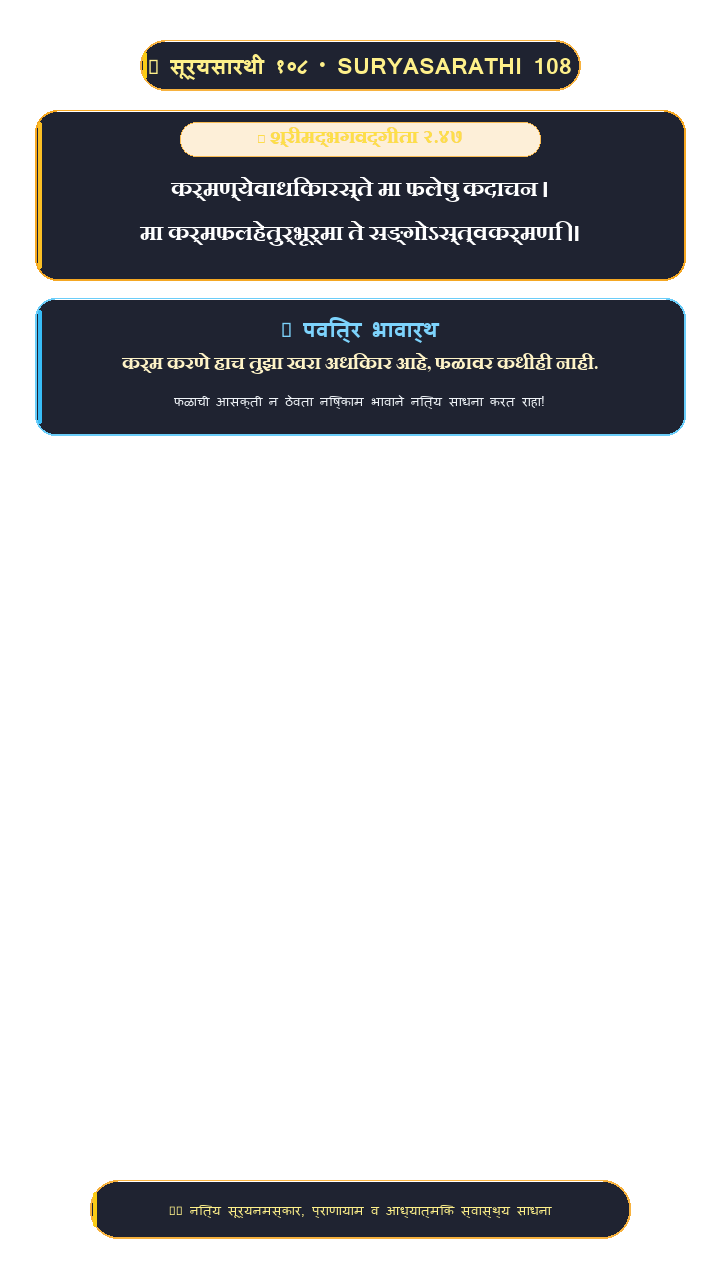 सूर्यसारथी १०८ • SURYASARATHI 108
श्रीमद्भगवद्गीता २.४७
कर्मण्येवाधिकारस्ते मा फलेषु कदाचन।
मा कर्मफलहेतुर्भूर्मा ते सङ्गोऽस्त्वकर्मणि॥
पवित्र भावार्थ
कर्म करणे हाच तुझा खरा अधिकार आहे, फळावर कधीही नाही.
फळाची आसक्ती न ठेवता निष्काम भावाने नित्य साधना करत राहा!
नित्य सूर्यनमस्कार, प्राणायाम व आध्यात्मिक स्वास्थ्य साधना